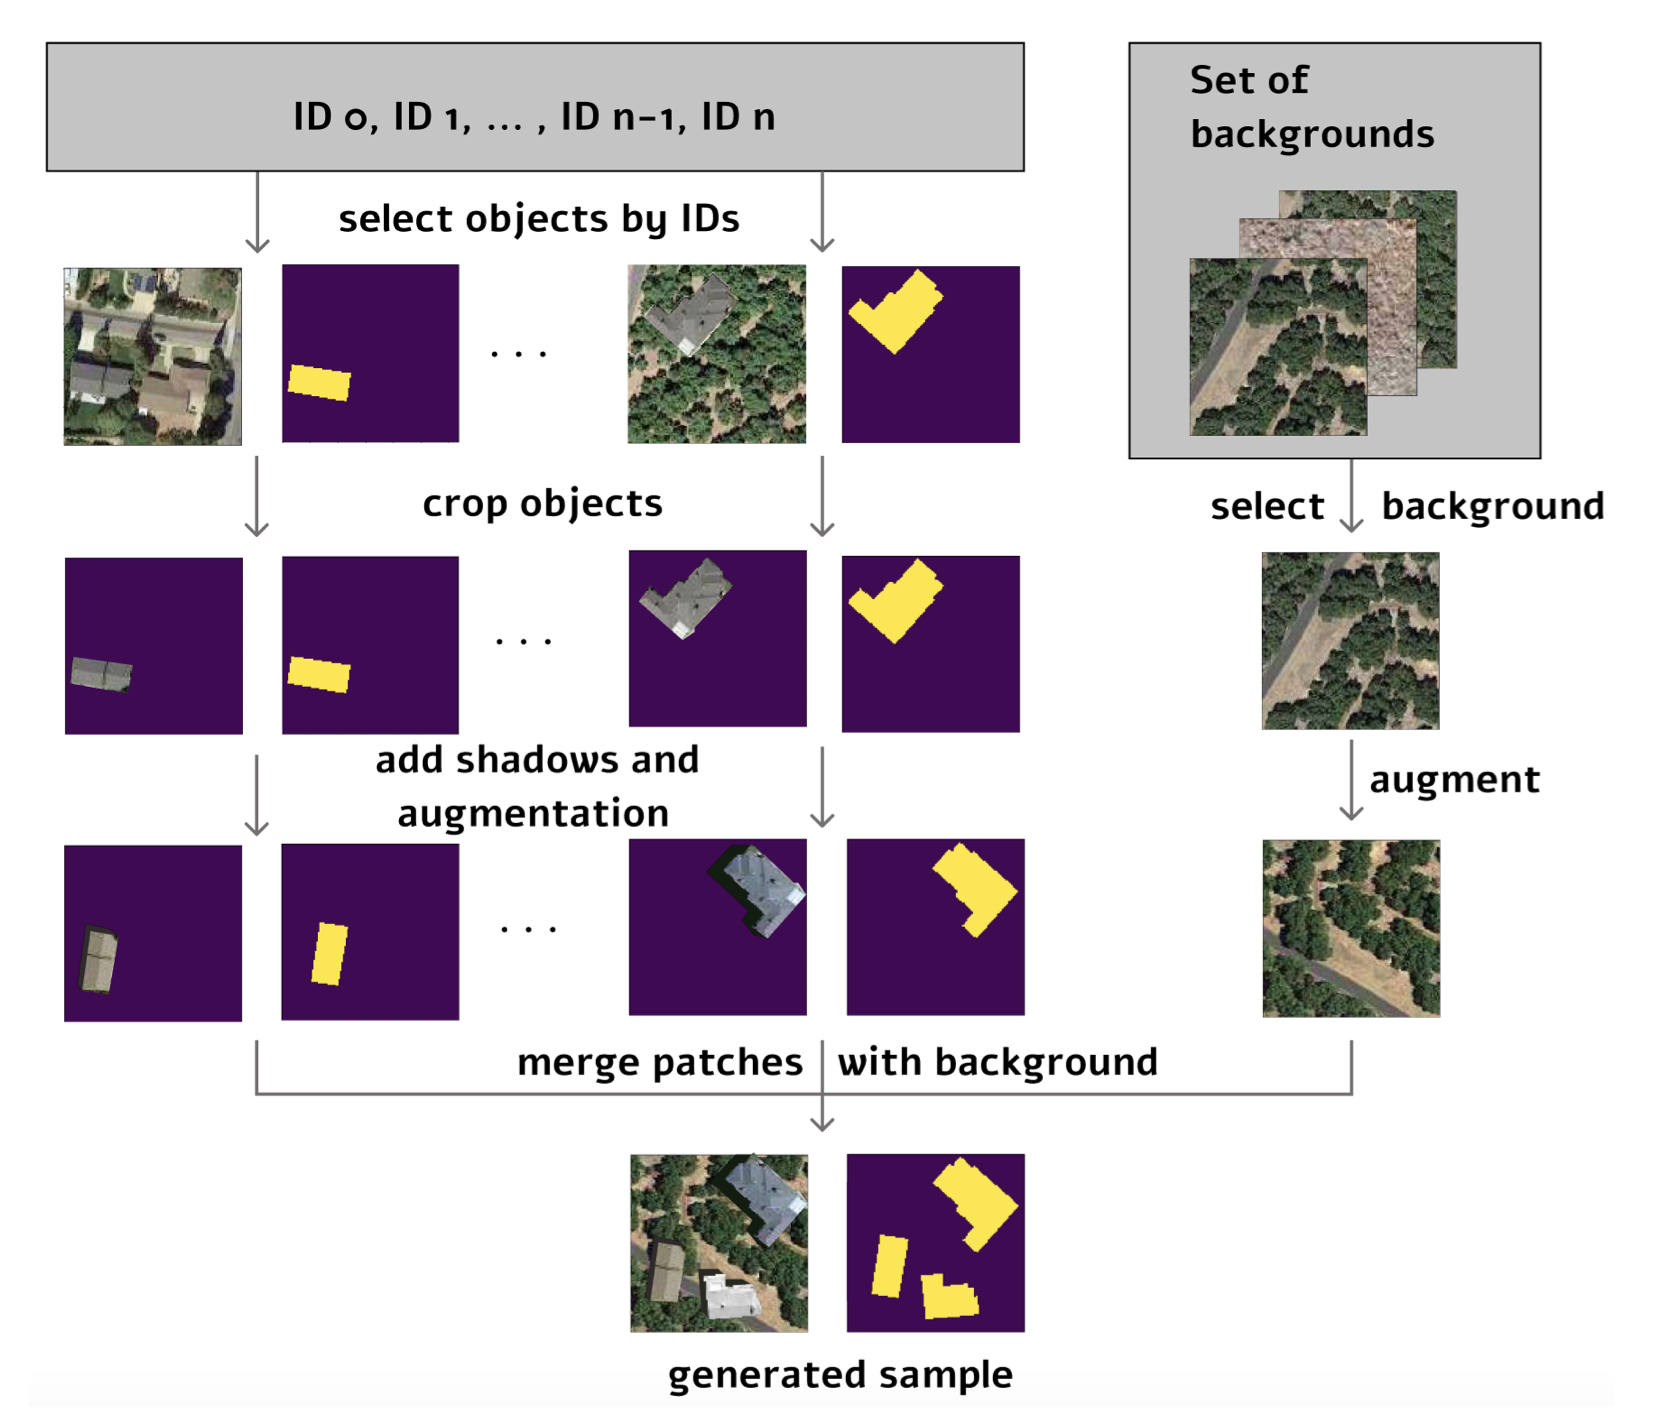 ID 0, ID 1, ... , ID n-1, ID n
Set of
backgrounds
select objects by IDs
. . .
crop objects
select background
. . .
add shadows and
augmentation
augment
. . .
merge patches with background
generated sample